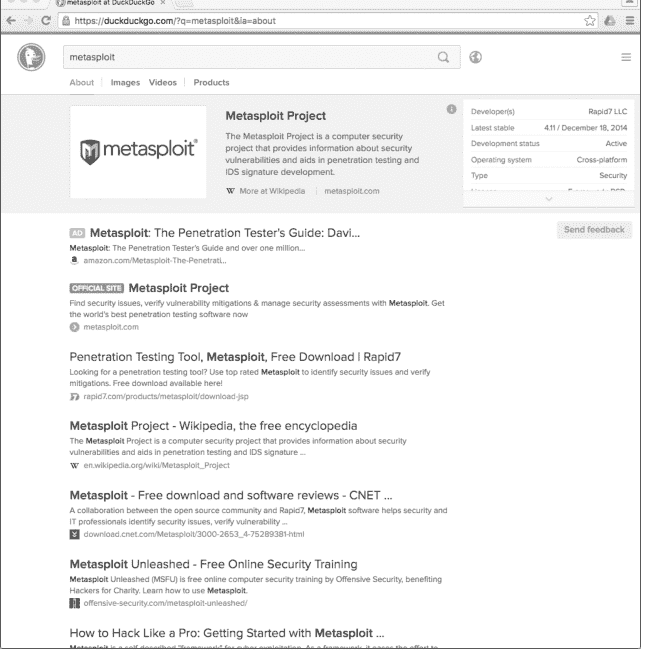 metasploit at DuckDuckGo
https://duckduckgo.com/?q=metasploit&ia=about
metasploit
About Images Videos Products
metasploit®
Metasploit Project
The Metasploit Project is a computer security
project that provides information about security
vulnerabilities and aids in penetration testing and
IDS signature development.
W More at Wikipedia metasploit.com
Developer(s) Rapid7 LLC
Latest stable 4.11 / December 18, 2014
Development status Active
Operating system Cross-platform
Type Security
Send feedback
AD Metasploit: The Penetration Tester's Guide: Davi...
Metasploit: The Penetration Tester's Guide and over one million...
a amazon.com/Metasploit-The-Penetrati...
OFFICIAL SITE Metasploit Project
Find security issues, verify vulnerability mitigations & manage security assessments with Metasploit. Get
the world's best penetration testing software now
metasploit.com
Penetration Testing Tool, Metasploit, Free Download | Rapid7
Looking for a penetration testing tool? Use top rated Metasploit to identify security issues and verify
mitigations. Free download available here!
rapid7.com/products/metasploit/download-jsp
Metasploit Project - Wikipedia, the free encyclopedia
The Metasploit Project is a computer security project that provides information about security
vulnerabilities and aids in penetration testing and IDS signature ...
W en.wikipedia.org/wiki/Metasploit_Project
Metasploit - Free download and software reviews - CNET ...
A collaboration between the open source community and Rapid7, Metasploit software helps security and
IT professionals identify security issues, verify vulnerability ...
download.cnet.com/Metasploit/3000-2653_4-75289381-html
Metasploit Unleashed - Free Online Security Training
Metasploit Unleashed (MSFU) is free online computer security training by Offensive Security, benefiting
Hackers for Charity. Learn how to use Metasploit.
offensive-security.com/metasploit-unleashed/
How to Hack Like a Pro: Getting Started with Metasploit ...